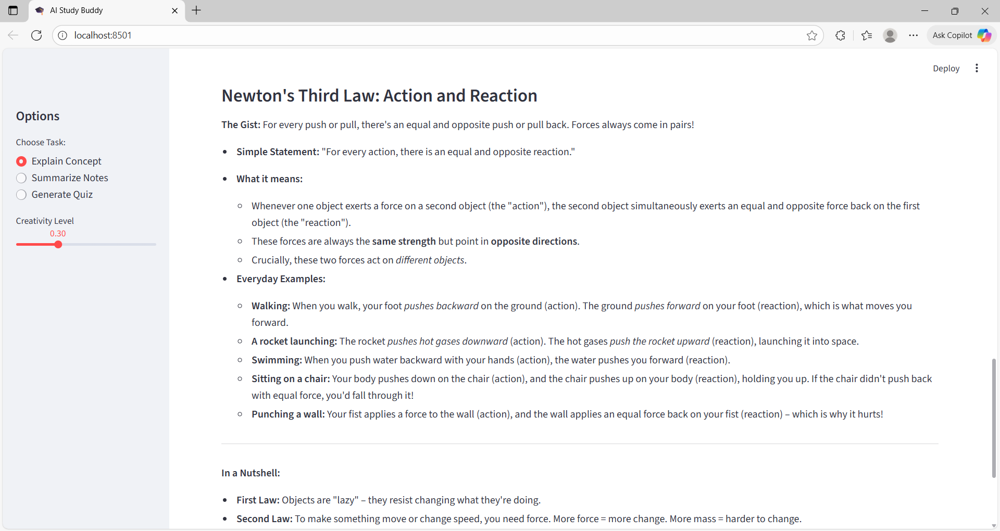 AI Study Buddy
localhost:8501
Ask Copilot
Deploy
Options
Choose Task:
Explain Concept
Summarize Notes
Generate Quiz
Creativity Level
0.30
Newton's Third Law: Action and Reaction
The Gist: For every push or pull, there's an equal and opposite push or pull back. Forces always come in pairs!
Simple Statement: "For every action, there is an equal and opposite reaction."
What it means:
Whenever one object exerts a force on a second object (the "action"), the second object simultaneously exerts an equal and opposite force back on the first
object (the "reaction").
These forces are always the same strength but point in opposite directions.
Crucially, these two forces act on different objects.
Everyday Examples:
Walking: When you walk, your foot pushes backward on the ground (action). The ground pushes forward on your foot (reaction), which is what moves you
forward.
A rocket launching: The rocket pushes hot gases downward (action). The hot gases push the rocket upward (reaction), launching it into space.
Swimming: When you push water backward with your hands (action), the water pushes you forward (reaction).
Sitting on a chair: Your body pushes down on the chair (action), and the chair pushes up on your body (reaction), holding you up. If the chair didn't push back
with equal force, you'd fall through it!
Punching a wall: Your fist applies a force to the wall (action), and the wall applies an equal force back on your fist (reaction) – which is why it hurts!
In a Nutshell:
First Law: Objects are "lazy" – they resist changing what they're doing.
Second Law: To make something move or change speed, you need force. More force = more change. More mass = harder to change.